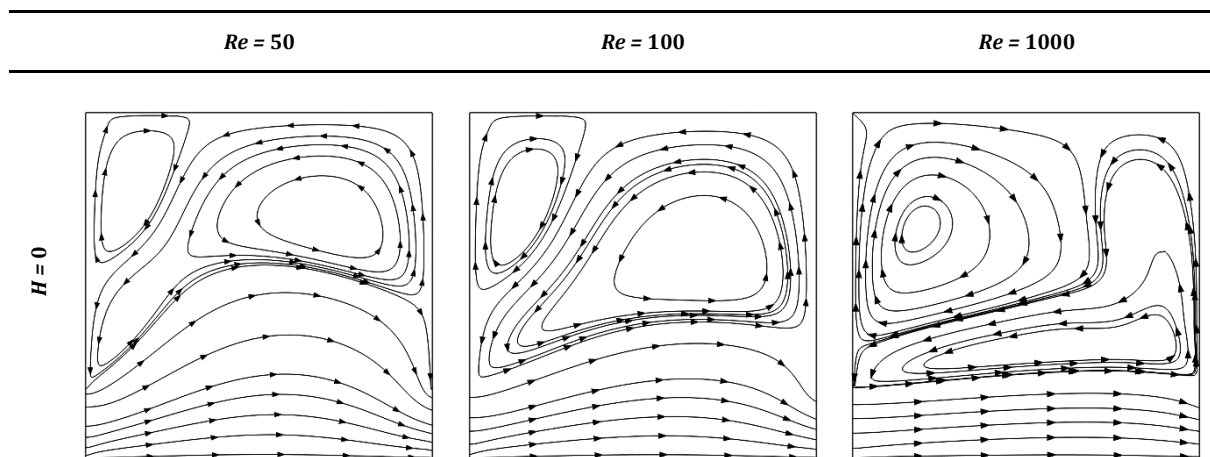 Re = 50 Re = 100 Re = 1000
H = 0